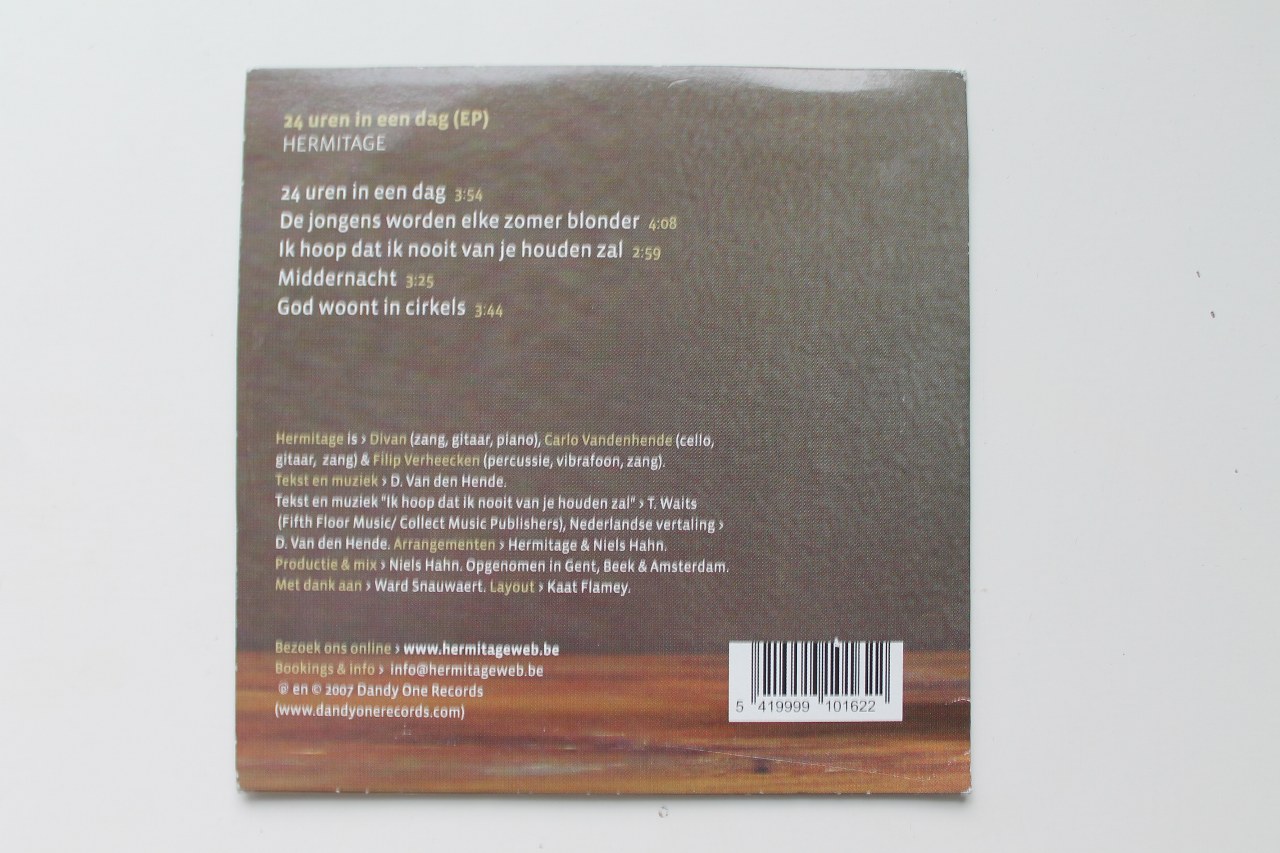 24 uren in een dag (EP)
HERMITAGE
24 uren in een dag 3:54
De jongens worden elke zomer blonder 4:08
Ik hoop dat ik nooit van je houden zal 2:59
Middernacht 3:25
God woont in cirkels 3:44
Hermitage is › Divan (zang, gitaar, piano), Carlo Vandenhende (cello,
gitaar, zang) & Filip Verheecken (percussie, vibrafoon, zang).
Tekst en muziek › D. Van den Hende.
Tekst en muziek "Ik hoop dat ik nooit van je houden zal" › T. Waits
(Fifth Floor Music/ Collect Music Publishers), Nederlandse vertaling ›
D. Van den Hende. Arrangementen › Hermitage & Niels Hahn.
Productie & mix › Niels Hahn. Opgenomen in Gent, Beek & Amsterdam.
Met dank aan › Ward Snauwaert. Layout › Kaat Flamey.
Bezoek ons online › www.hermitageweb.be
Bookings & info › info@hermitageweb.be
℗ en © 2007 Dandy One Records
(www.dandyonerecords.com)
5 419999 101622